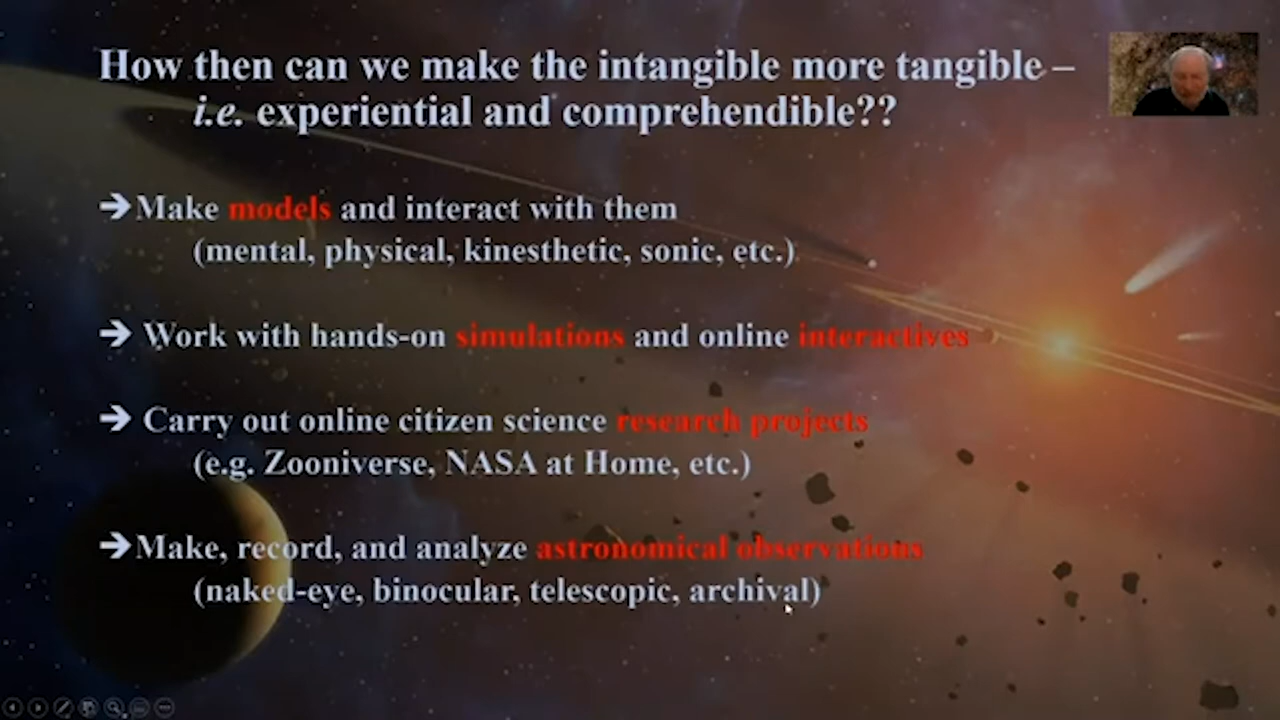 How then can we make the intangible more tangible –
i.e. experiential and comprehendible??
➔Make models and interact with them
(mental, physical, kinesthetic, sonic, etc.)
➔ Work with hands-on simulations and online interactives
➔ Carry out online citizen science research projects
(e.g. Zooniverse, NASA at Home, etc.)
➔Make, record, and analyze astronomical observations
(naked-eye, binocular, telescopic, archival)